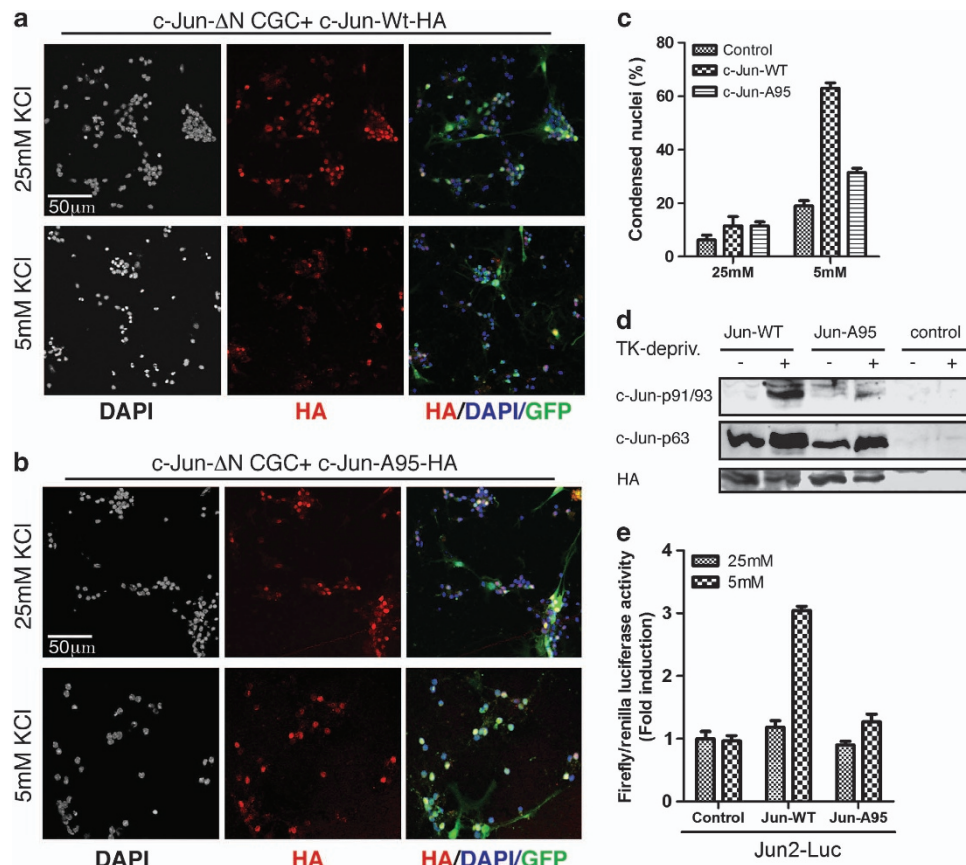 a
c-Jun-ΔN CGC+ c-Jun-Wt-HA
25mM KCl
50μm
5mM KCl
DAPI
HA
HA/DAPI/GFP
b
c-Jun-ΔN CGC+ c-Jun-A95-HA
25mM KCl
50μm
5mM KCl
DAPI
HA
HA/DAPI/GFP
c
Control
c-Jun-WT
c-Jun-A95
Condensed nuclei (%)
80
60
40
20
0
25mM
5mM
d
Jun-WT
Jun-A95
control
TK-depriv.
- + - + - +
c-Jun-p91/93
c-Jun-p63
HA
e
25mM
5mM
Firefly/renilla luciferase activity
(Fold induction)
4
3
2
1
0
Control
Jun-WT
Jun-A95
Jun2-Luc